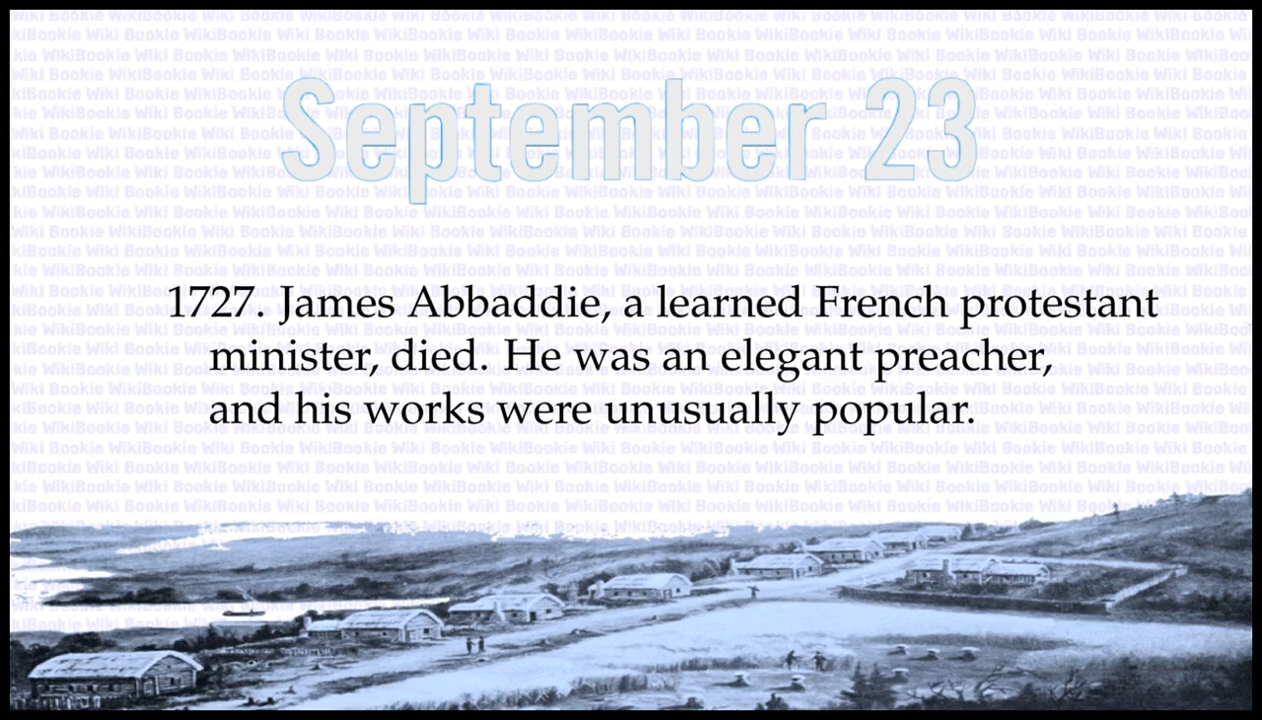 September 23
1727. James Abbaddie, a learned French protestant
minister, died. He was an elegant preacher,
and his works were unusually popular.